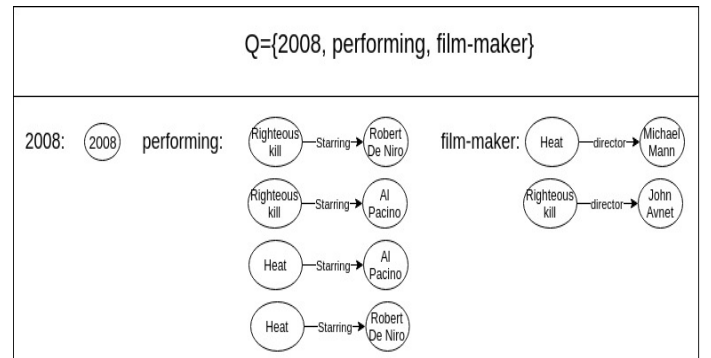 Q={2008, performing, film-maker}
2008: 2008 performing: Righteous kill Starring Robert De Niro film-maker: Heat director Michael Mann
Righteous kill Starring Al Pacino Righteous kill director John Avnet
Heat Starring Al Pacino
Heat Starring Robert De Niro